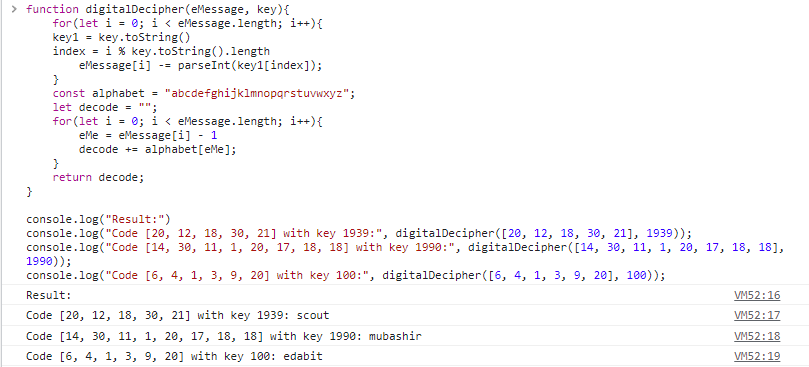 function digitalDecipher(eMessage, key){
    for(let i = 0; i < eMessage.length; i++){
    key1 = key.toString()
    index = i % key.toString().length
        eMessage[i] -= parseInt(key1[index]);
    }
    const alphabet = "abcdefghijklmnopqrstuvwxyz";
    let decode = "";
    for(let i = 0; i < eMessage.length; i++){
        eMe = eMessage[i] - 1
        decode += alphabet[eMe];
    }
    return decode;
}

console.log("Result:")
console.log("Code [20, 12, 18, 30, 21] with key 1939:", digitalDecipher([20, 12, 18, 30, 21], 1939));
console.log("Code [14, 30, 11, 1, 20, 17, 18, 18] with key 1990:", digitalDecipher([14, 30, 11, 1, 20, 17, 18, 18],
1990));
console.log("Code [6, 4, 1, 3, 9, 20] with key 100:", digitalDecipher([6, 4, 1, 3, 9, 20], 100));
Result: VM52:16
Code [20, 12, 18, 30, 21] with key 1939: scout VM52:17
Code [14, 30, 11, 1, 20, 17, 18, 18] with key 1990: mubashir VM52:18
Code [6, 4, 1, 3, 9, 20] with key 100: edabit VM52:19